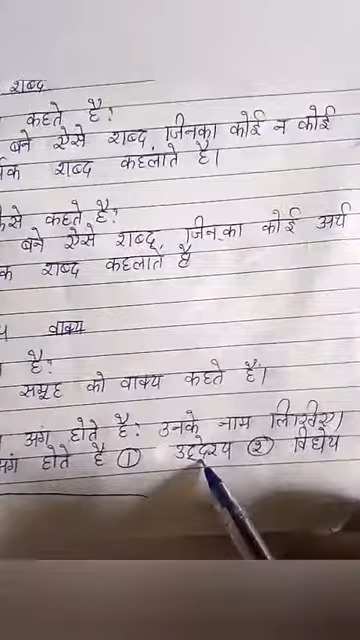 शब्द
कहते है?
बने ऐसे शब्द, जिनका कोई न कोई
र्थक शब्द कहलाते है।
कहते है?
बने ऐसे शब्द, जिनका कोई अर्थ
क शब्द कहलाते है
वाक्य
है?
समूह को वाक्य कहते है।
अंग होते है? उनके नाम लिखिए।
अंग होते है ① उद्देश्य ② विधेय